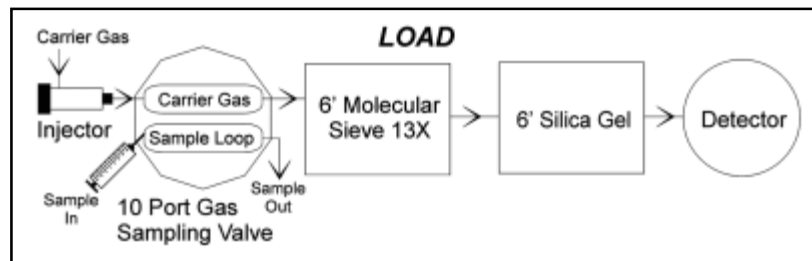 LOAD
Carrier Gas
Injector
Carrier Gas
Sample Loop
Sample
In
Sample
Out
10 Port Gas
Sampling Valve
6' Molecular
Sieve 13X
6' Silica Gel
Detector